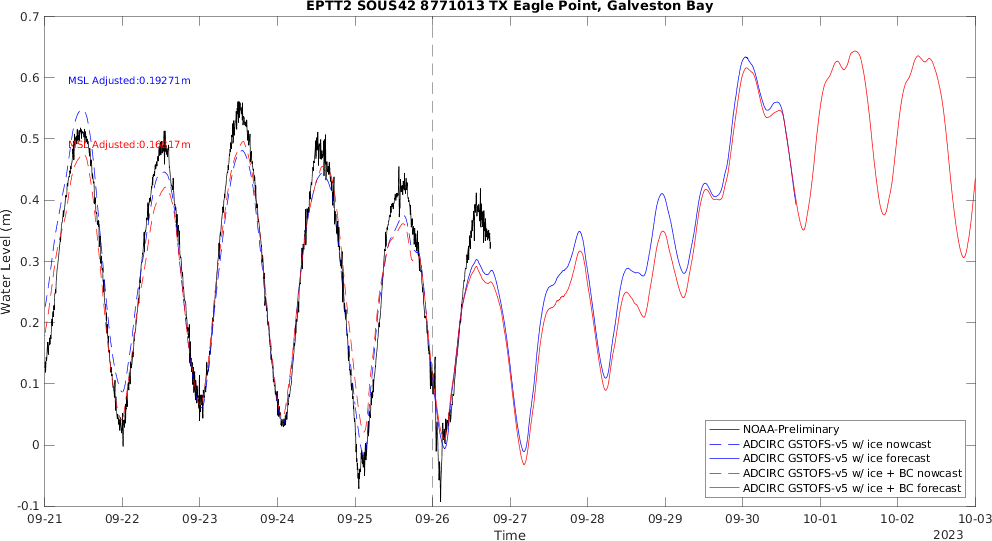 EPTT2 SOUS42 8771013 TX Eagle Point, Galveston Bay
0.7
0.6
0.5
0.4
0.3
0.2
0.1
0
-0.1
Water Level (m)
MSL Adjusted:0.19271m
MSL
NOAA-Preliminary
ADCIRC GSTOFS-v5 w/ ice nowcast
ADCIRC GSTOFS-v5 w/ ice forecast
ADCIRC GSTOFS-v5 w/ ice + BC nowcast
ADCIRC GSTOFS-v5 w/ ice + BC forecast
09-21 09-22 09-23 09-24 09-25 09-26 09-27 09-28 09-29 09-30 10-01 10-02 10-03
Time
2023